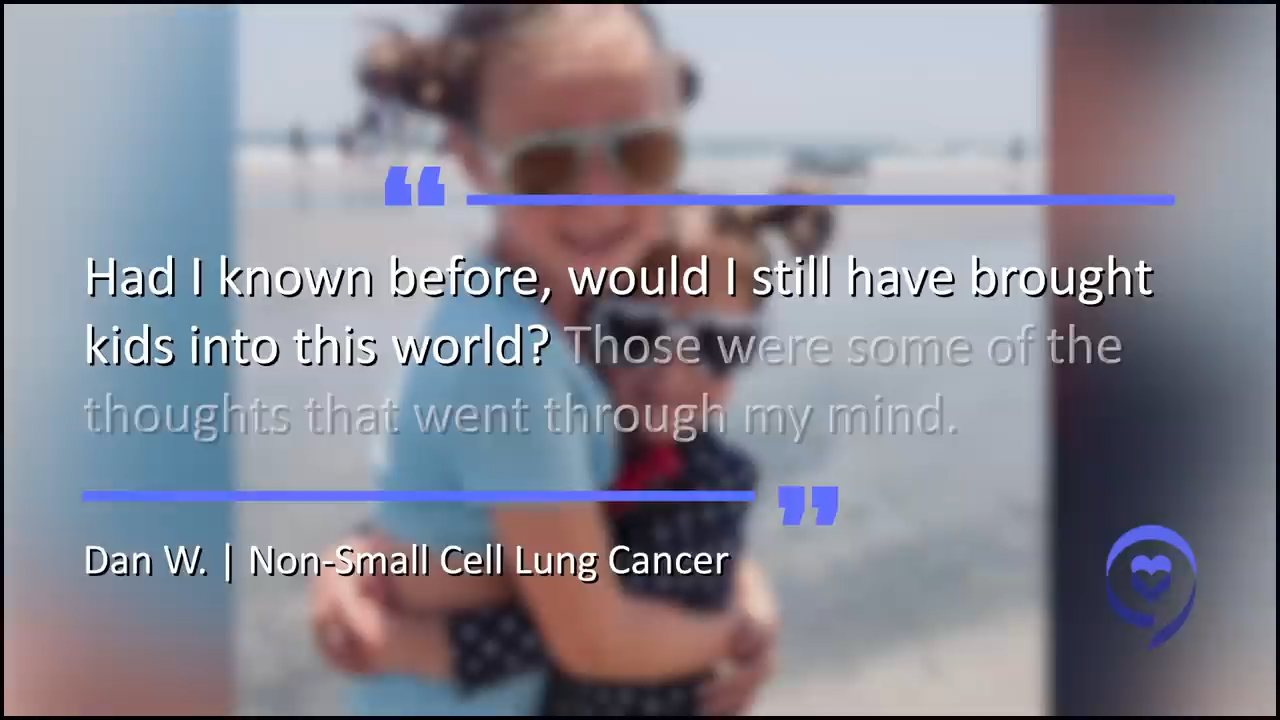 “
Had I known before, would I still have brought
kids into this world? Those were some of the
thoughts that went through my mind.
”
Dan W. | Non-Small Cell Lung Cancer